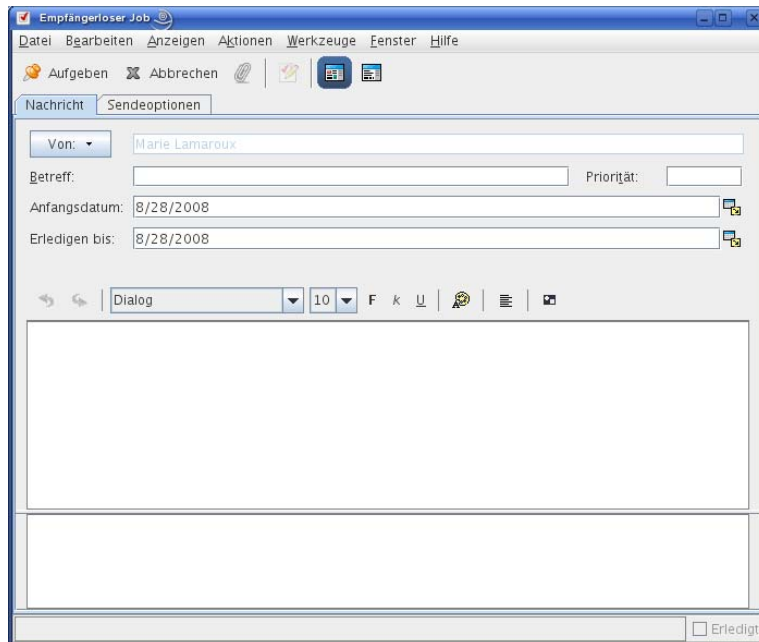 Empfängerloser Job
Datei Bearbeiten Anzeigen Aktionen Werkzeuge Fenster Hilfe
Aufgeben Abbrechen
Nachricht Sendeoptionen
Von: Marie Lamaroux
Betreff: Priorität:
Anfangsdatum: 8/28/2008
Erledigen bis: 8/28/2008
Dialog 10 F k U
Erledigt